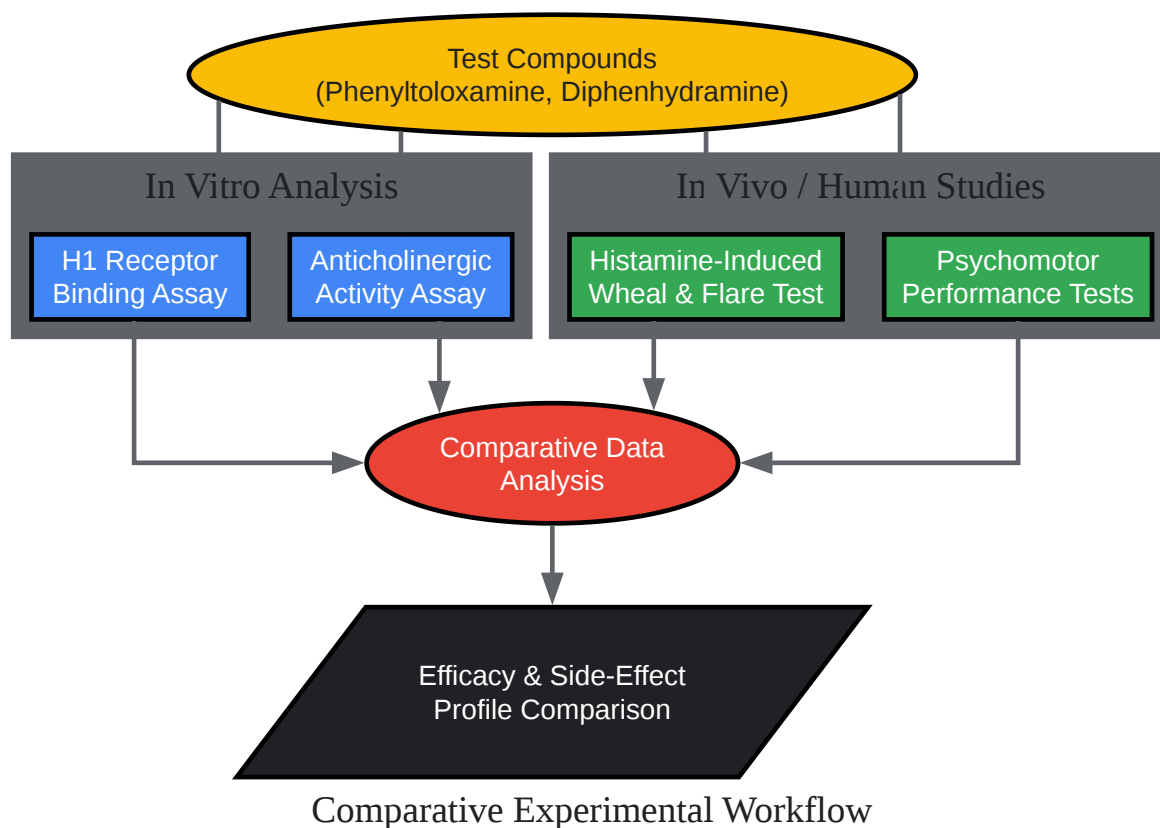 Test Compounds
(Phenyltoloxamine, Diphenhydramine)
In Vitro Analysis
H1 Receptor
Binding Assay
Anticholinergic
Activity Assay
In Vivo / Human Studies
Histamine-Induced
Wheal & Flare Test
Psychomotor
Performance Tests
Comparative Data
Analysis
Efficacy & Side-Effect
Profile Comparison
Comparative Experimental Workflow